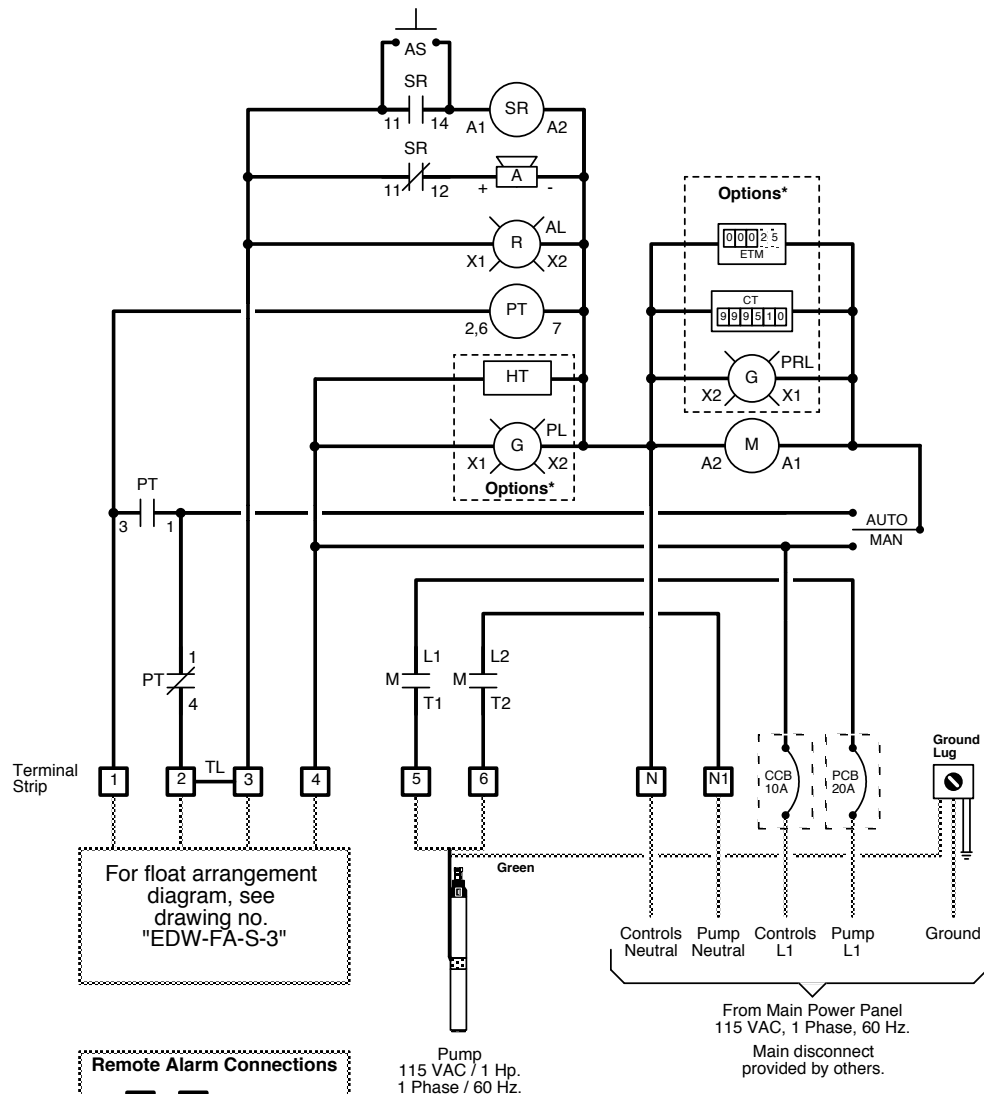 AS
SR
11 14
A1 SR A2
SR
11 12
+ A -
R AL
X1 X2
PT
2,6 7
HT
G PL
X1 X2
Options*
Options*
0 0 0 2 5
ETM
CT
9 9 9 5 1 0
G PRL
X2 X1
M
A2 A1
PT
3 1
AUTO
MAN
1
PT
4
L1
M
T1
L2
M
T2
Terminal
Strip
1 2 TL 3 4 5 6 N N1
CCB
10A
PCB
20A
Ground
Lug
For float arrangement
diagram, see
drawing no.
"EDW-FA-S-3"
Green
Controls
Neutral
Pump
Neutral
Controls
L1
Pump
L1
Ground
From Main Power Panel
115 VAC, 1 Phase, 60 Hz.
Main disconnect
provided by others.
Pump
115 VAC / 1 Hp.
1 Phase / 60 Hz.
Remote Alarm Connections